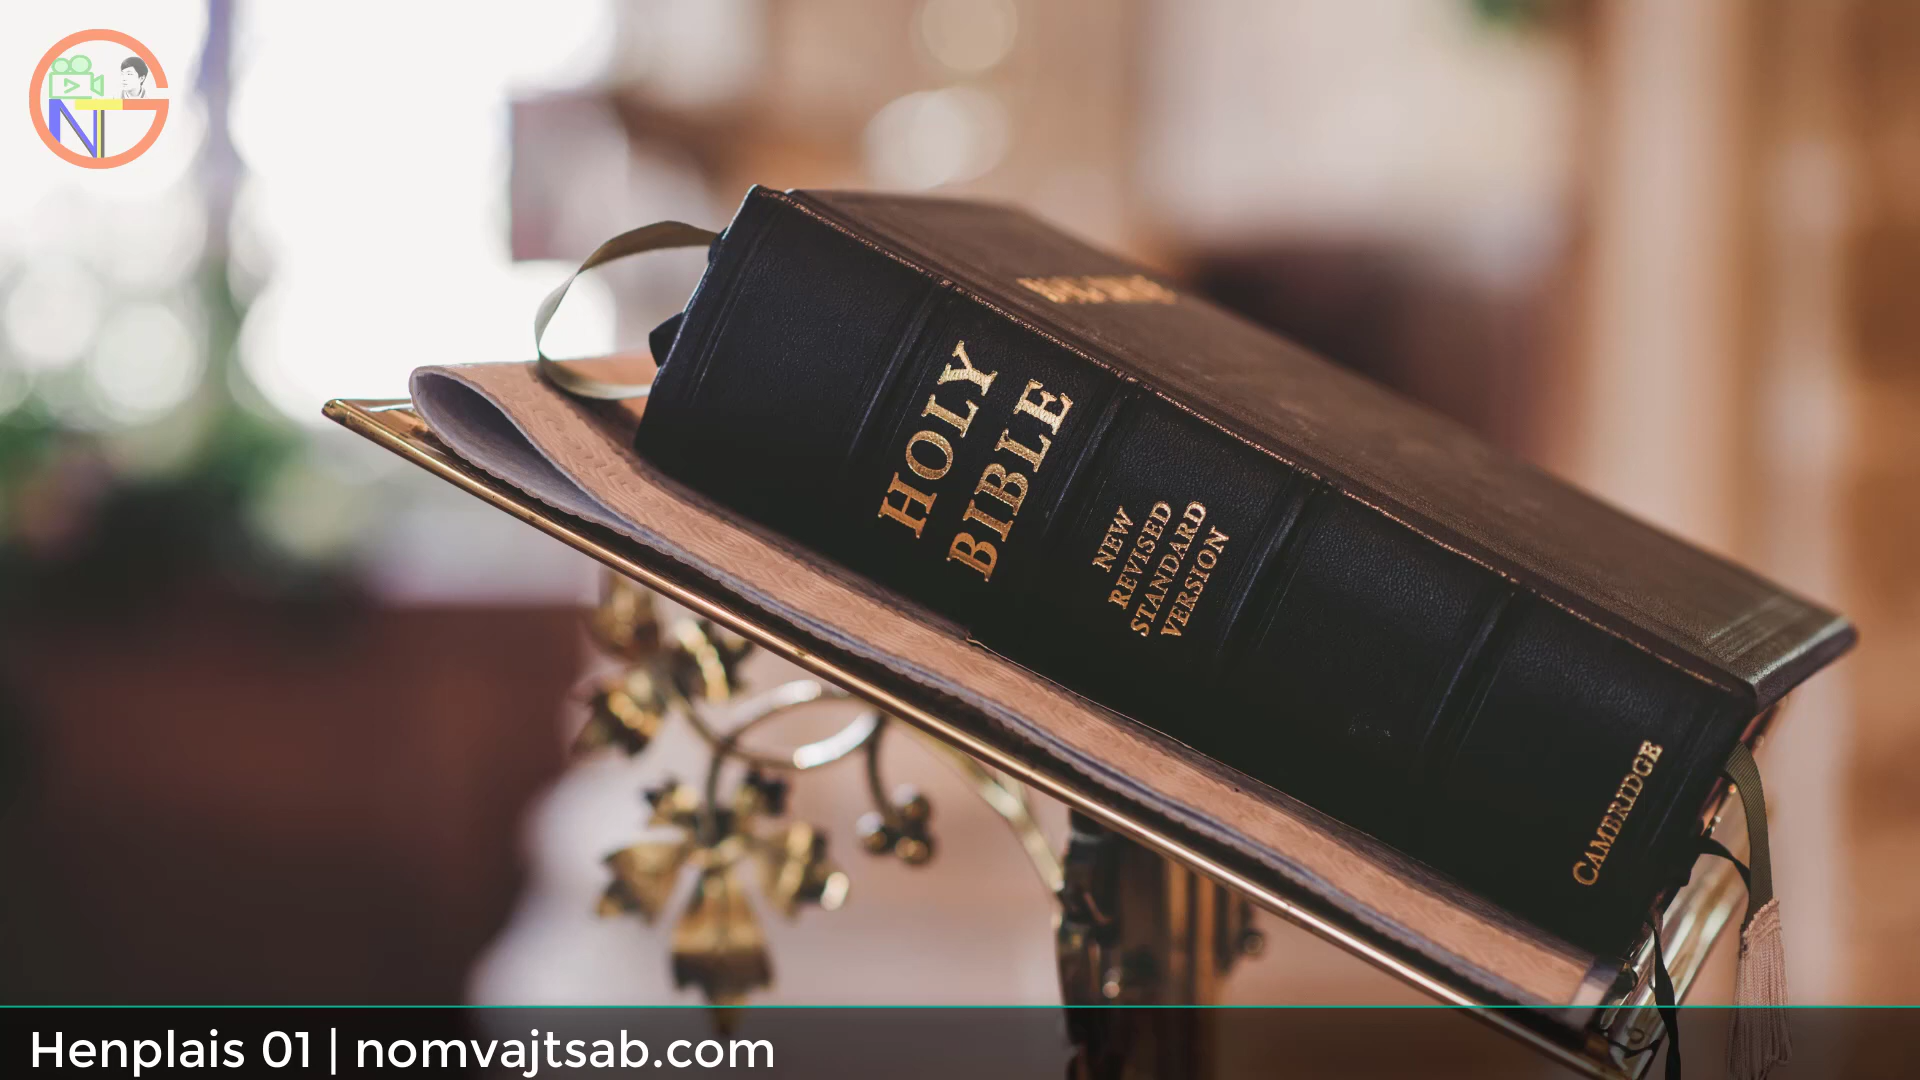 HOLY
BIBLE
NEW
REVISED
STANDARD
VERSION
CAMBRIDGE
Henplais 01 | nomvajtsab.com